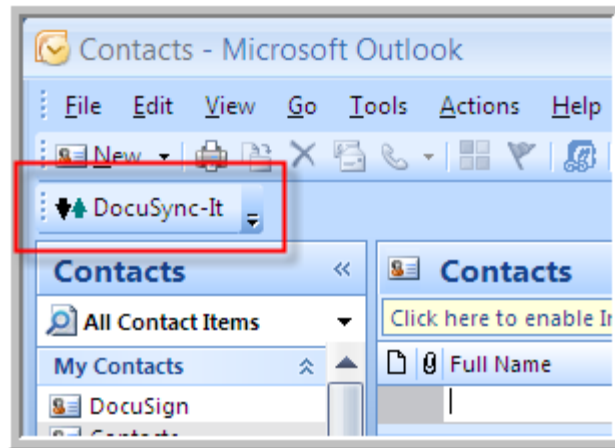 Contacts - Microsoft Outlook
File Edit View Go Tools Actions Help
New
DocuSync-It
Contacts « Contacts
All Contact Items Click here to enable
My Contacts Full Name
DocuSign
Contacts